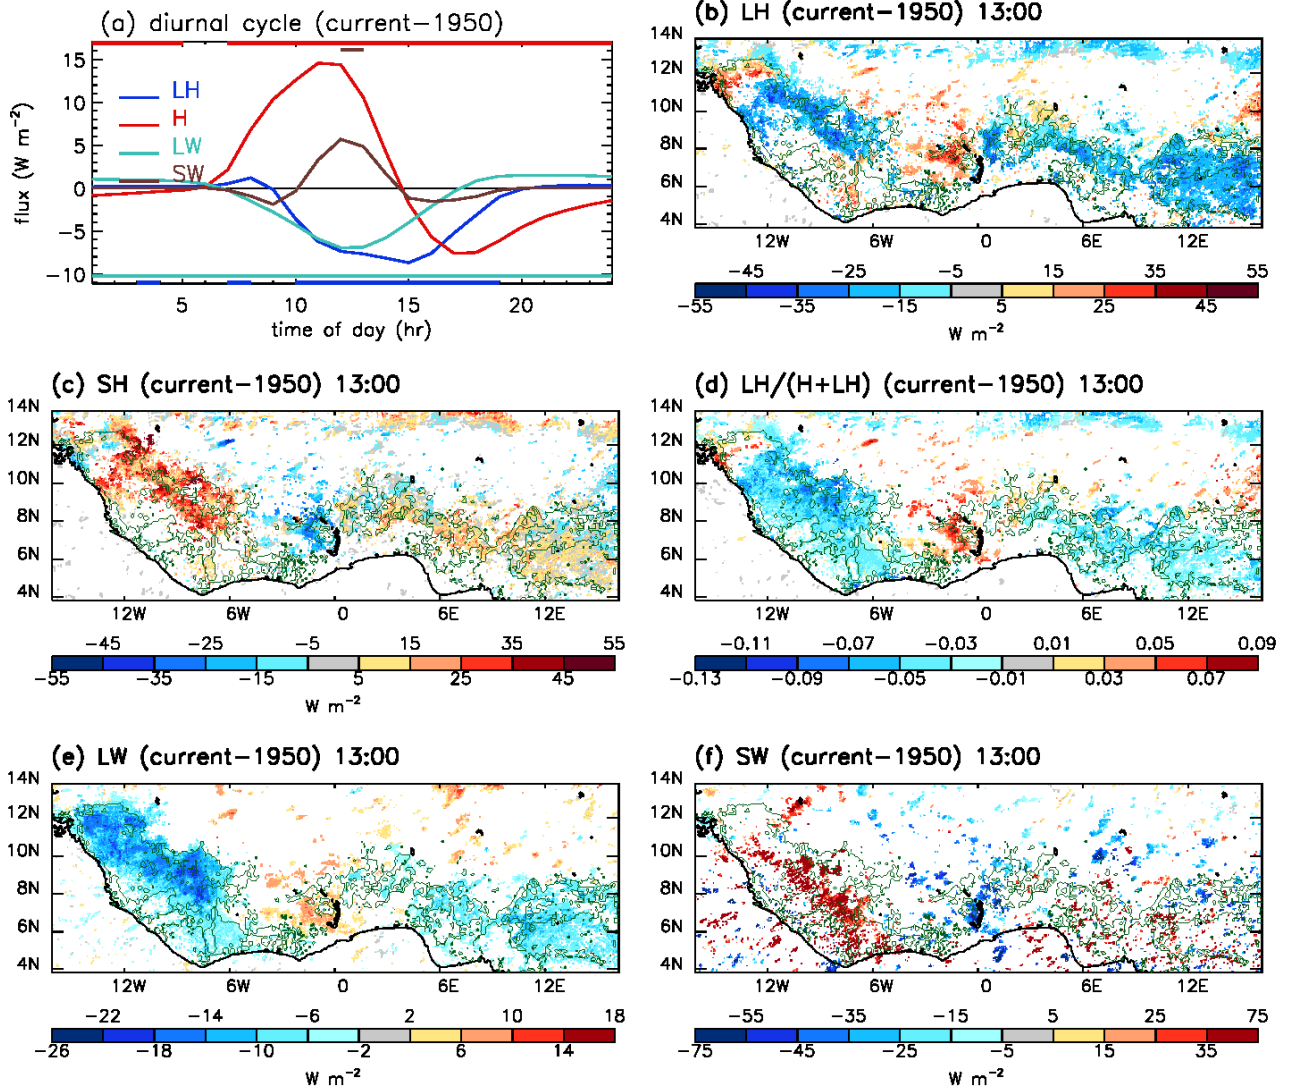 (a) diurnal cycle (current−1950)
flux (W m−2)
15
10
5
0
−5
−10
LH
H
LW
SW
5 10 15 20
time of day (hr)
(b) LH (current−1950) 13:00
14N
12N
10N
8N
6N
4N
12W 6W 0 6E 12E
−45 −25 −5 15 35 55
−55 −35 −15 5 25 45
W m−2
(c) SH (current−1950) 13:00
14N
12N
10N
8N
6N
4N
12W 6W 0 6E 12E
−45 −25 −5 15 35 55
−55 −35 −15 5 25 45
W m−2
(d) LH/(H+LH) (current−1950) 13:00
14N
12N
10N
8N
6N
4N
12W 6W 0 6E 12E
−0.11 −0.07 −0.03 0.01 0.05 0.09
−0.13 −0.09 −0.05 −0.01 0.03 0.07
(e) LW (current−1950) 13:00
14N
12N
10N
8N
6N
4N
12W 6W 0 6E 12E
−22 −14 −6 2 10 18
−26 −18 −10 −2 6 14
W m−2
(f) SW (current−1950) 13:00
14N
12N
10N
8N
6N
4N
12W 6W 0 6E 12E
−55 −35 −15 5 25 75
−75 −45 −25 −5 15 35
W m−2